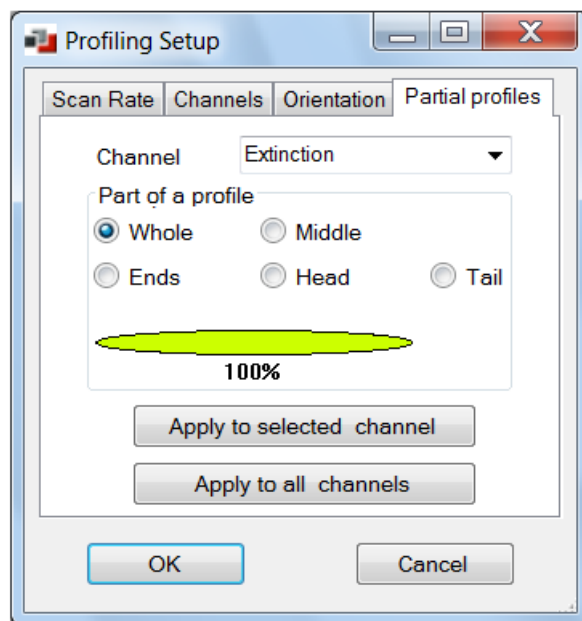 Profiling Setup
Scan Rate Channels Orientation Partial profiles
Channel Extinction
Part of a profile
Whole Middle
Ends Head Tail
100%
Apply to selected channel
Apply to all channels
OK Cancel